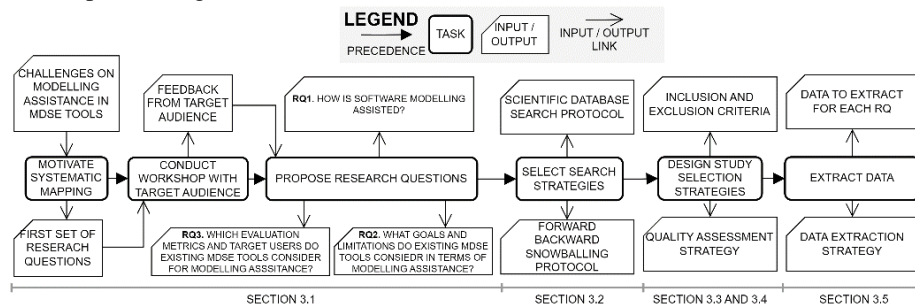 LEGEND
PRECEDENCE
TASK
INPUT /
OUTPUT
INPUT / OUTPUT
LINK
CHALLENGES ON
MODELLING
ASSISTANCE IN
MDSE TOOLS
FEEDBACK
FROM TARGET
AUDIENCE
RQ1. HOW IS SOFTWARE MODELLING
ASSISTED?
SCIENTIFIC DATABASE
SEARCH PROTOCOL
INCLUSION AND
EXCLUSION CRITERIA
DATA TO EXTRACT
FOR EACH RQ
MOTIVATE
SYSTEMATIC
MAPPING
CONDUCT
WORKSHOP WITH
TARGET AUDIENCE
PROPOSE RESEARCH QUESTIONS
SELECT SEARCH
STRATEGIES
DESIGN STUDY
SELECTION
STRATEGIES
EXTRACT DATA
FIRST SET OF
RESERACH
QUESTIONS
RQ3. WHICH EVALUATION
METRICS AND TARGET USERS DO
EXISTING MDSE TOOLS CONSIDER
FOR MODELLING ASSSITANCE?
RQ2. WHAT GOALS AND
LIMITATIONS DO EXISTING MDSE
TOOLS CONSIEDR IN TERMS OF
MODELLING ASSISTANCE?
FORWARD
BACKWARD
SNOWBALLING
PROTOCOL
QUALITY ASSESSMENT
STRATEGY
DATA EXTRACTION
STRATEGY
SECTION 3.1
SECTION 3.2
SECTION 3.3 AND 3.4
SECTION 3.5